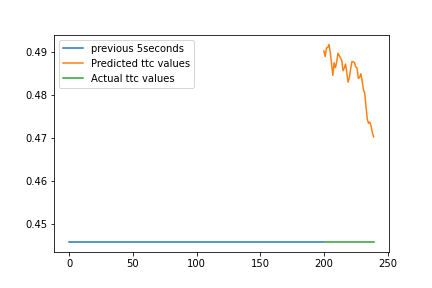 previous 5seconds
Predicted ttc values
Actual ttc values
0.49
0.48
0.47
0.46
0.45
0 50 100 150 200 250